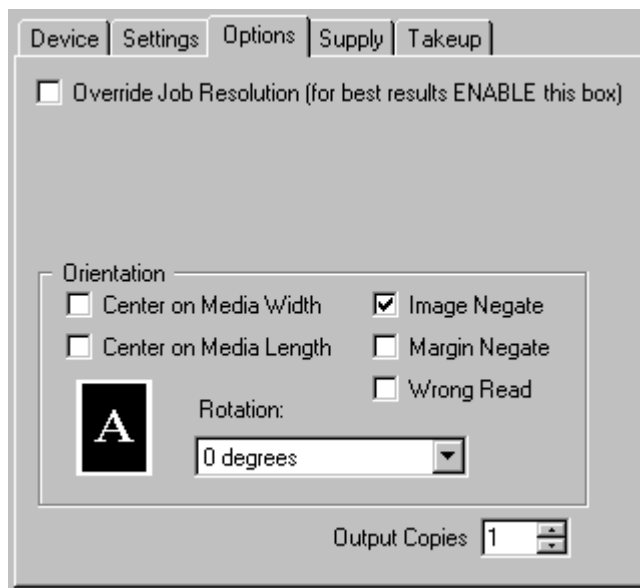 Device Settings Options Supply Takeup
Override Job Resolution (for best results ENABLE this box)
Orientation
Center on Media Width Image Negate
Center on Media Length Margin Negate
Wrong Read
A
Rotation:
0 degrees
Output Copies 1